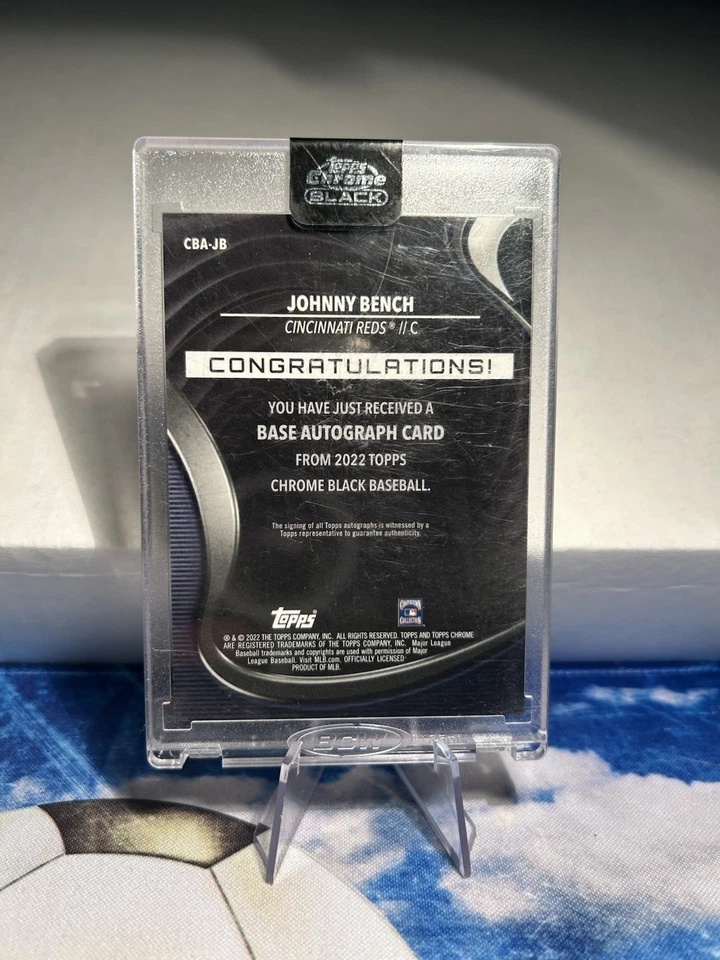 Topps
Chrome
BLACK
CBA-JB
JOHNNY BENCH
CINCINNATI REDS® // C
CONGRATULATIONS!
YOU HAVE JUST RECEIVED A
BASE AUTOGRAPH CARD
FROM 2022 TOPPS
CHROME BLACK BASEBALL.
The signing of all Topps autographs is witnessed by a
Topps representative to guarantee authenticity.
Topps®
COOPERSTOWN
COLLECTION
® & © 2022 THE TOPPS COMPANY, INC. ALL RIGHTS RESERVED. TOPPS AND TOPPS CHROME
ARE REGISTERED TRADEMARKS OF THE TOPPS COMPANY, INC. Major League
Baseball trademarks and copyrights are used with permission of Major
League Baseball. Visit MLB.com. OFFICIALLY LICENSED
PRODUCT OF MLB.
BCW